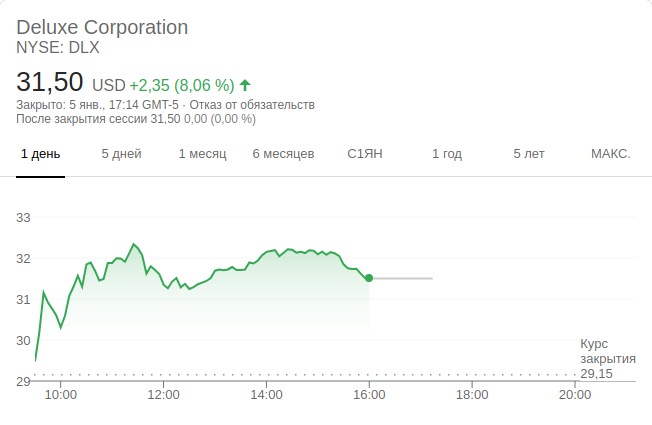 Deluxe Corporation
NYSE: DLX
31,50 USD +2,35 (8,06 %)
Закрыто: 5 янв., 17:14 GMT-5 · Отказ от обязательств
После закрытия сессии 31,50 0,00 (0,00 %)
1 день 5 дней 1 месяц 6 месяцев С1ЯН 1 год 5 лет МАКС.
33
32
31
30
Курс
закрытия
29,15
29
10:00 12:00 14:00 16:00 18:00 20:00